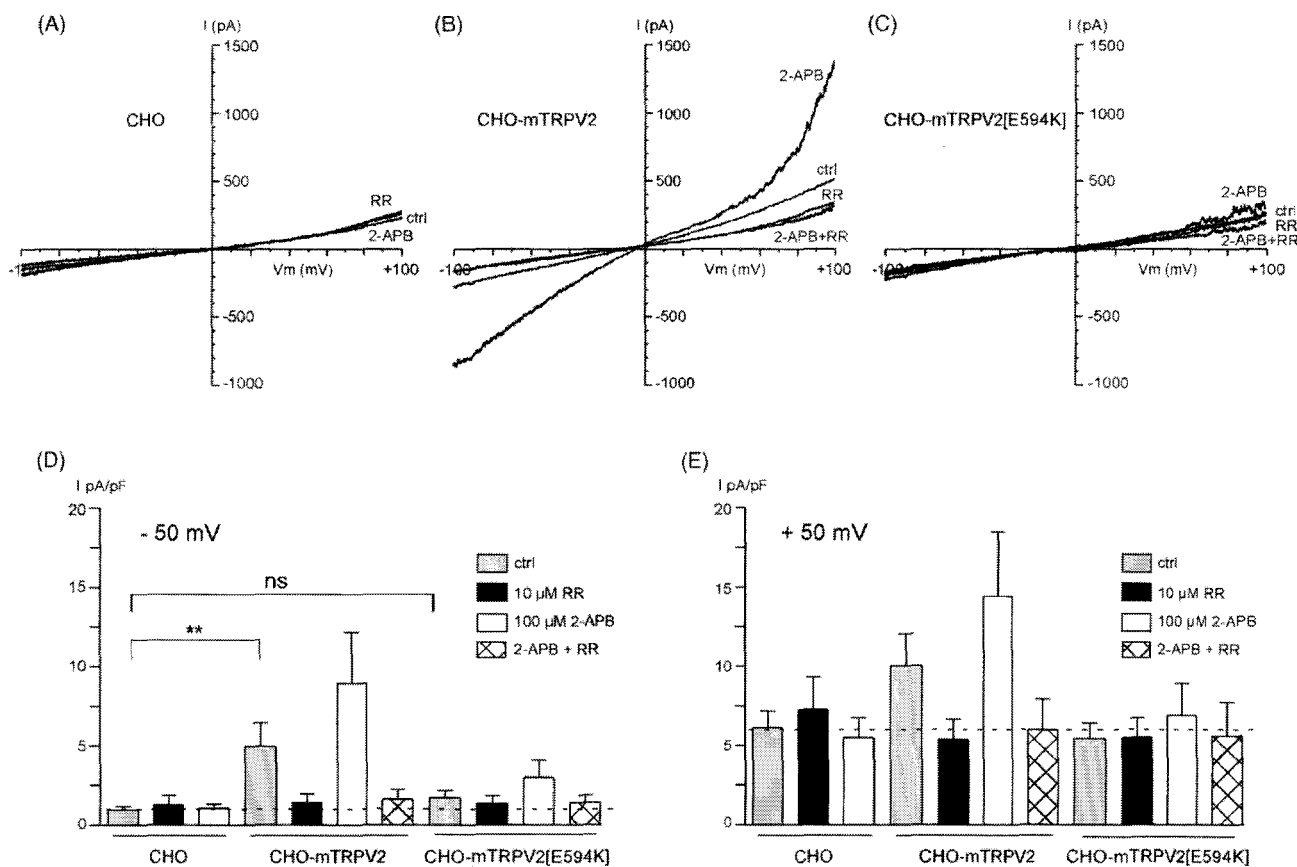 (A)
I (pA)
1500
1000
500
-500
-1000
CHO
RR
ctrl
2-APB
Vm (mV)
+100
(B)
I (pA)
1500
1000
500
-500
-1000
CHO-mTRPV2
2-APB
ctrl
RR
2-APB+RR
-100
Vm (mV)
+100
(C)
I (pA)
1500
1000
500
-500
-1000
CHO-mTRPV2[E594K]
2-APB
ctrl
RR
2-APB+RR
-100
Vm (mV)
+100
(D)
I pA/pF
20
15
10
5
0
- 50 mV
ns
**
ctrl
10 µM RR
100 µM 2-APB
2-APB + RR
CHO
CHO-mTRPV2
CHO-mTRPV2[E594K]
(E)
I pA/pF
20
15
10
5
0
+ 50 mV
ctrl
10 µM RR
100 µM 2-APB
2-APB + RR
CHO
CHO-mTRPV2
CHO-mTRPV2[E594K]